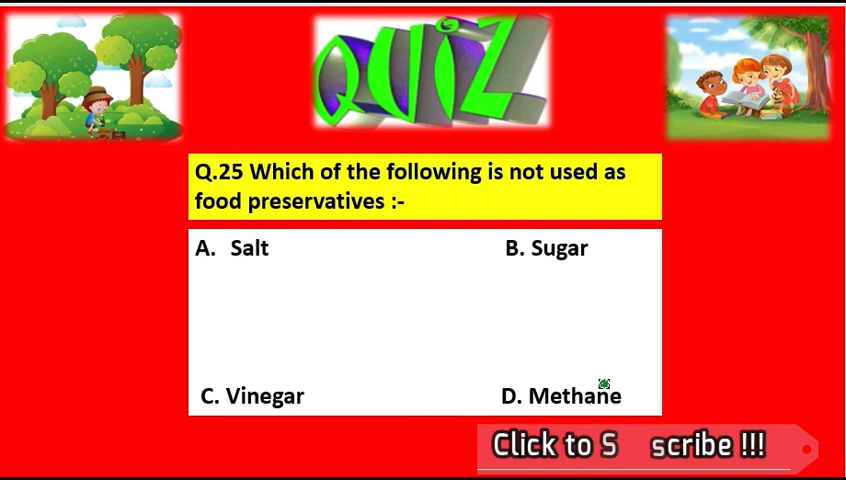 QUIZ
Q.25 Which of the following is not used as
food preservatives :-
A. Salt
B. Sugar
C. Vinegar
D. Methane
Click to S scribe !!!